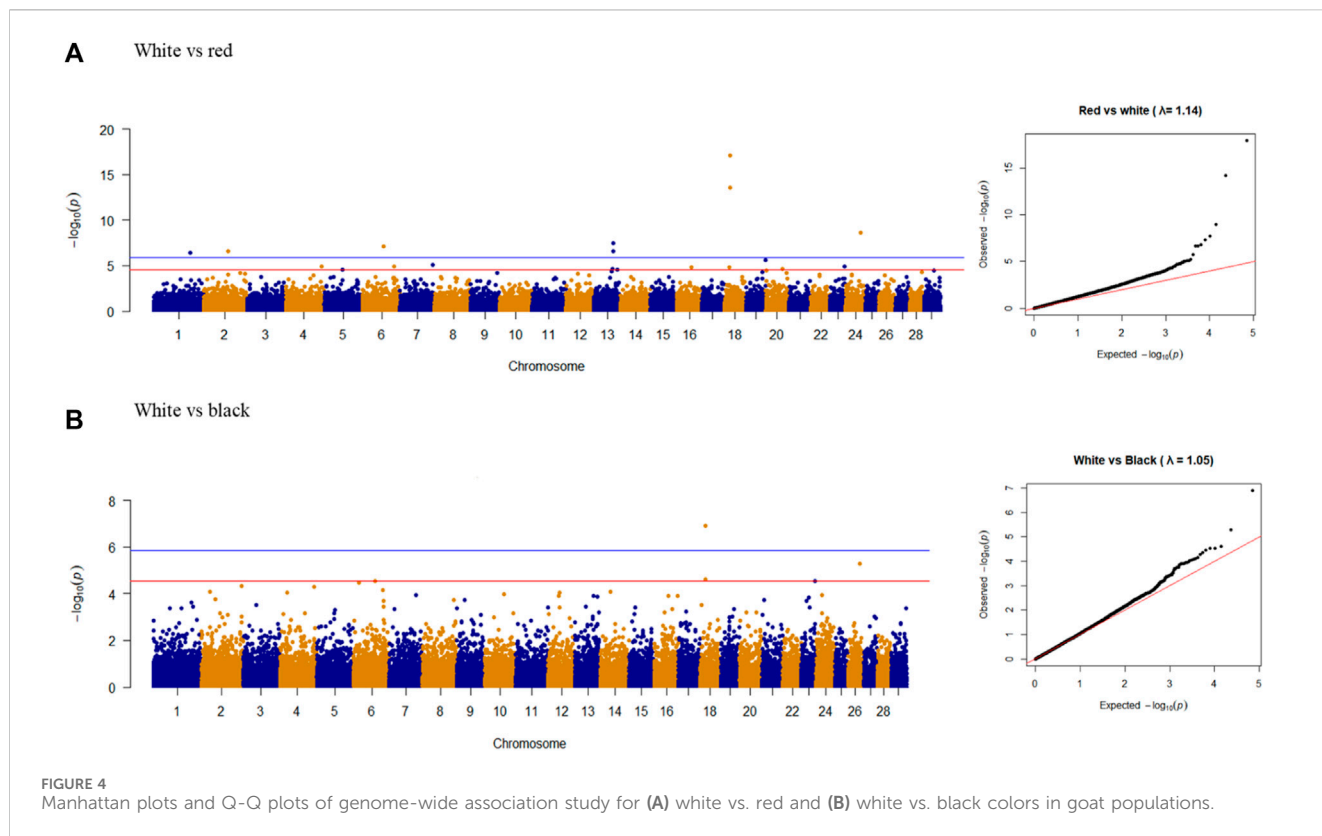 A
White vs red
20
15
10
5
0
−log10(p)
1 2 3 4 5 6 7 8 9 10 11 12 13 14 15 16 18 20 22 24 26 28
Chromosome
Red vs white ( λ= 1.14)
15
10
5
0
Observed −log10(p)
0 1 2 3 4 5
Expected −log10(p)
B
White vs black
8
6
4
2
0
−log10(p)
1 2 3 4 5 6 7 8 9 10 11 12 13 14 15 16 18 20 22 24 26 28
Chromosome
White vs Black ( λ = 1.05)
7
6
5
4
3
2
1
0
Observed −log10(p)
0 1 2 3 4 5
Expected −log10(p)
FIGURE 4
Manhattan plots and Q-Q plots of genome-wide association study for (A) white vs. red and (B) white vs. black colors in goat populations.